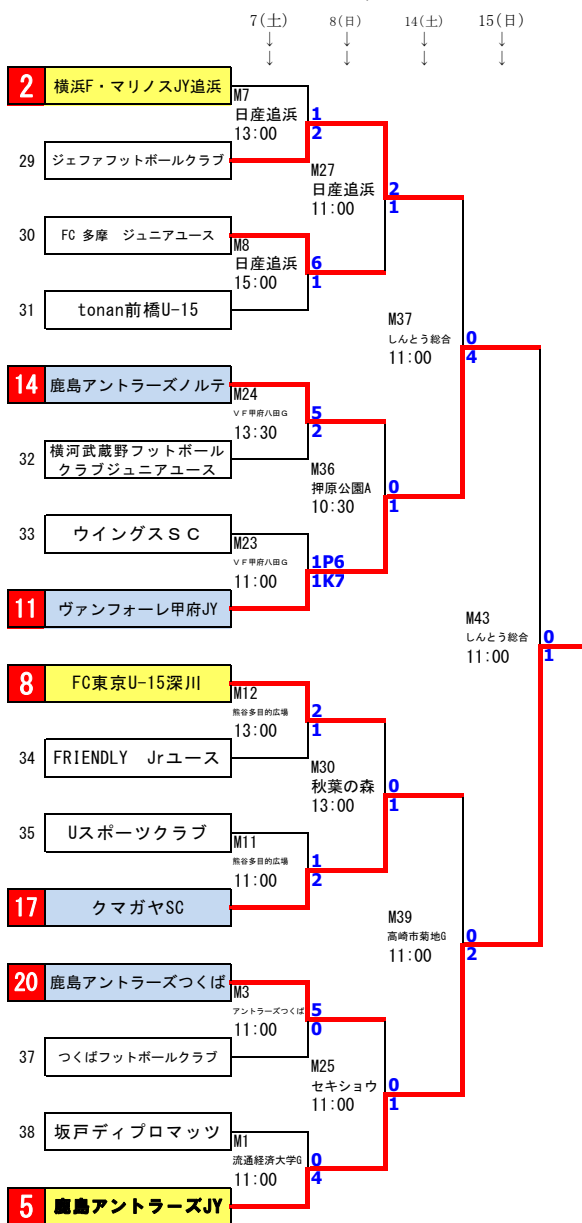 7(土) 8(日) 14(土) 15(日)
↓ ↓ ↓ ↓
↓ ↓ ↓ ↓
2 横浜F・マリノスJY追浜
M7
日産追浜
13:00
1
2
29 ジェファフットボールクラブ
M27
日産追浜
11:00
2
1
30 FC 多摩 ジュニアユース
M8
日産追浜
15:00
6
1
31 tonan前橋U-15
M37
しんとう総合
11:00
0
4
14 鹿島アントラーズノルテ
M24
ＶＦ甲府八田Ｇ
13:30
5
2
32 横河武蔵野フットボール
クラブジュニアユース
M36
押原公園A
10:30
0
1
33 ウイングスＳＣ
M23
ＶＦ甲府八田Ｇ
11:00
1P6
1K7
11 ヴァンフォーレ甲府JY
M43
しんとう総合
11:00
0
1
8 FC東京U-15深川
M12
熊谷多目的広場
13:00
2
1
34 FRIENDLY Jrユース
M30
秋葉の森
13:00
0
1
35 Uスポーツクラブ
M11
熊谷多目的広場
11:00
1
2
17 クマガヤSC
M39
高崎市菊地G
11:00
0
2
20 鹿島アントラーズつくば
M3
アントラーズつくば
11:00
5
0
37 つくばフットボールクラブ
M25
セキショウ
11:00
0
1
38 坂戸ディプロマッツ
M1
流通経済大学G
11:00
0
4
5 鹿島アントラーズJY